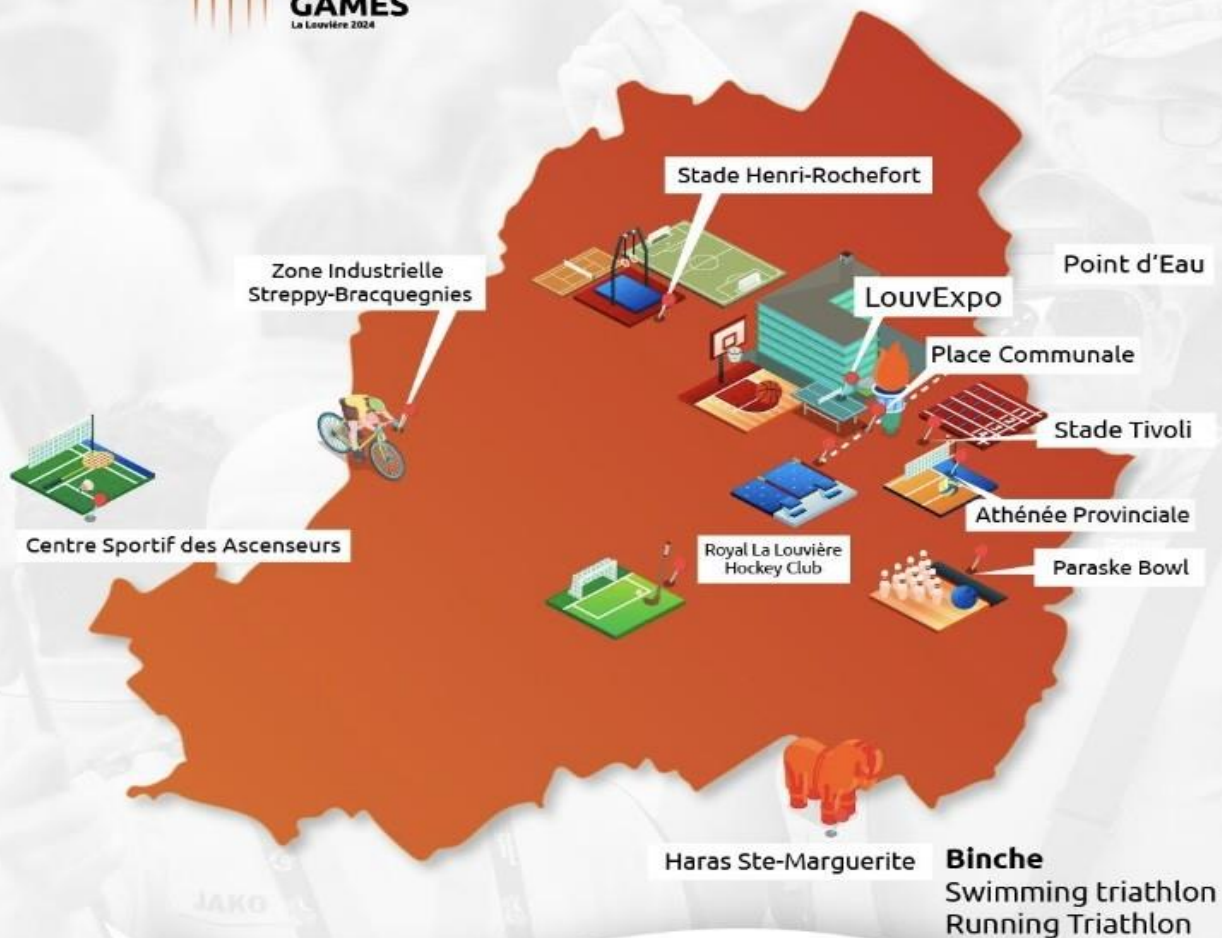 GAMES
La Louvière 2024
Stade Henri-Rochefort
Zone Industrielle
Streppy-Bracquegnies
Point d'Eau
LouvExpo
Place Communale
Stade Tivoli
Centre Sportif des Ascenseurs
Athénée Provinciale
Royal La Louvière
Hockey Club
Paraske Bowl
Haras Ste-Marguerite
Binche
Swimming triathlon
Running Triathlon
JAKO